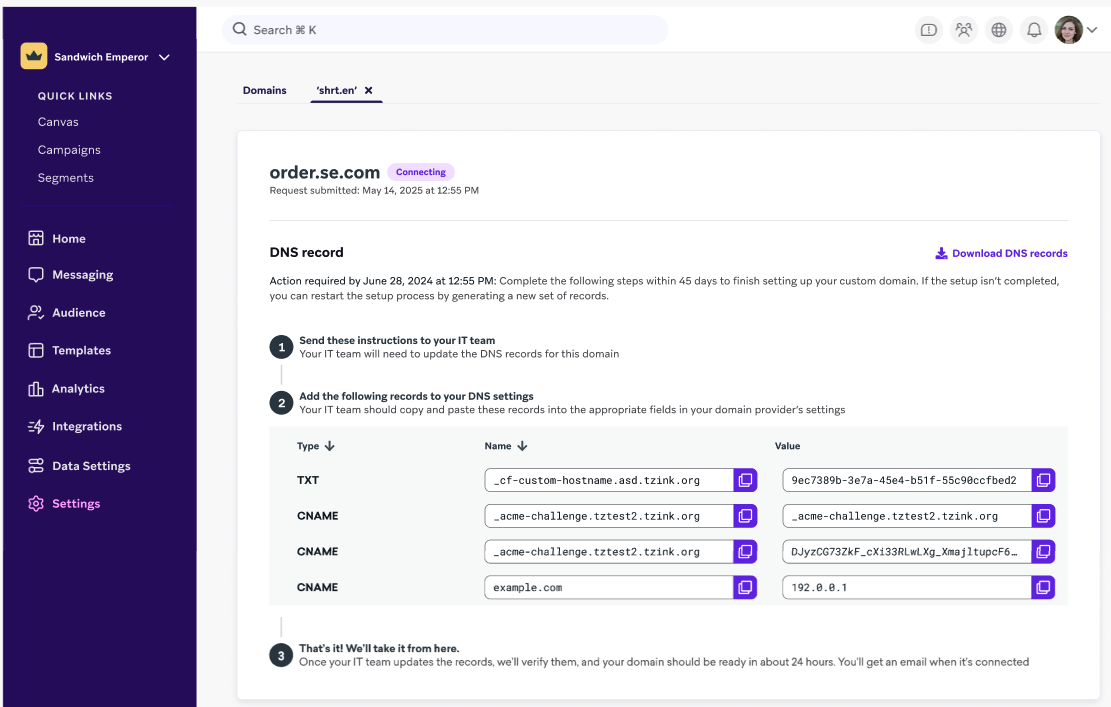 Search ⌘ K
Sandwich Emperor
QUICK LINKS
Canvas
Campaigns
Segments
Home
Messaging
Audience
Templates
Analytics
Integrations
Data Settings
Settings
Domains
'shrt.en'
order.se.com Connecting
Request submitted: May 14, 2025 at 12:55 PM
DNS record
Download DNS records
Action required by June 28, 2024 at 12:55 PM: Complete the following steps within 45 days to finish setting up your custom domain. If the setup isn't completed,
you can restart the setup process by generating a new set of records.
1 Send these instructions to your IT team
Your IT team will need to update the DNS records for this domain
2 Add the following records to your DNS settings
Your IT team should copy and paste these records into the appropriate fields in your domain provider's settings
Type Name Value
TXT _cf-custom-hostname.asd.tzink.org 9ec7389b-3e7a-45e4-b51f-55c90ccfbed2
CNAME _acme-challenge.tztest2.tzink.org _acme-challenge.tztest2.tzink.org
CNAME _acme-challenge.tztest2.tzink.org DJyzCG73ZkF_cXi33RLwLXg_XmajltupcF6…
CNAME example.com 192.0.0.1
3 That's it! We'll take it from here.
Once your IT team updates the records, we'll verify them, and your domain should be ready in about 24 hours. You'll get an email when it's connected